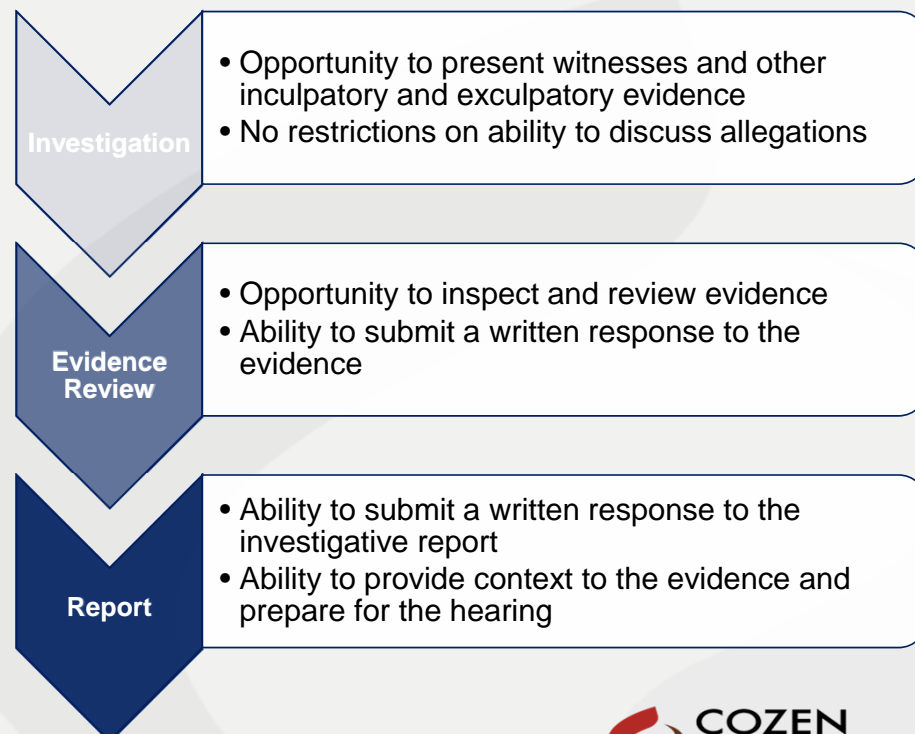 Investigation
• Opportunity to present witnesses and other
inculpatory and exculpatory evidence
• No restrictions on ability to discuss allegations
Evidence
Review
• Opportunity to inspect and review evidence
• Ability to submit a written response to the
evidence
Report
• Ability to submit a written response to the
investigative report
• Ability to provide context to the evidence and
prepare for the hearing
COZEN